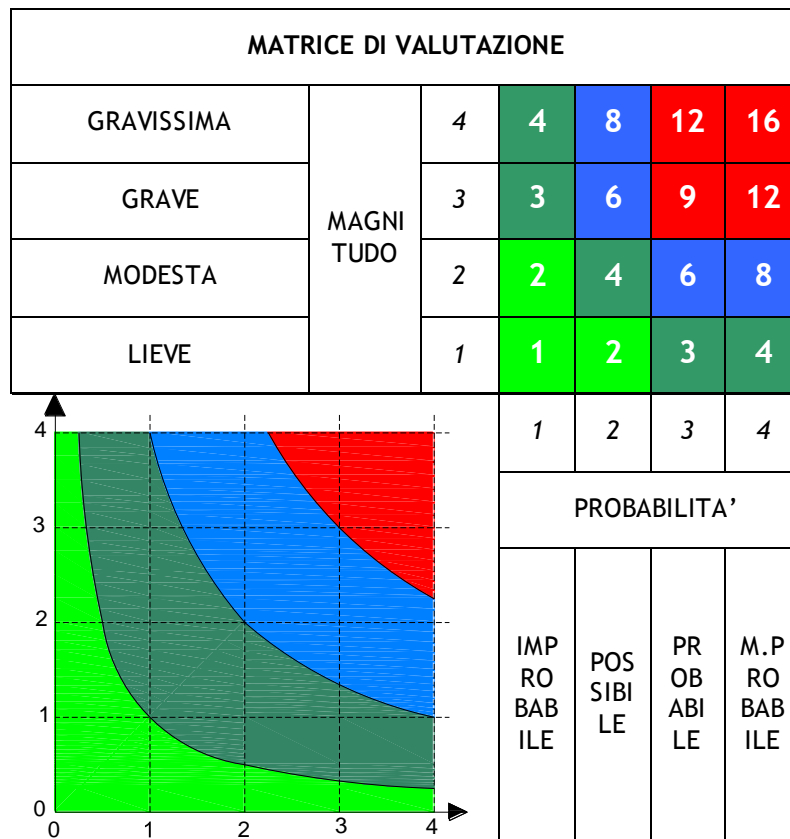 MATRICE DI VALUTAZIONE
GRAVISSIMA 4 4 8 12 16
GRAVE 3 3 6 9 12
MAGNI
TUDO
MODESTA 2 2 4 6 8
LIEVE 1 1 2 3 4
1 2 3 4
PROBABILITA’
IMP
RO
BAB
ILE
POS
SIBI
LE
PR
OB
ABI
LE
M.P
RO
BAB
ILE
4
3
2
1
0
0 1 2 3 4